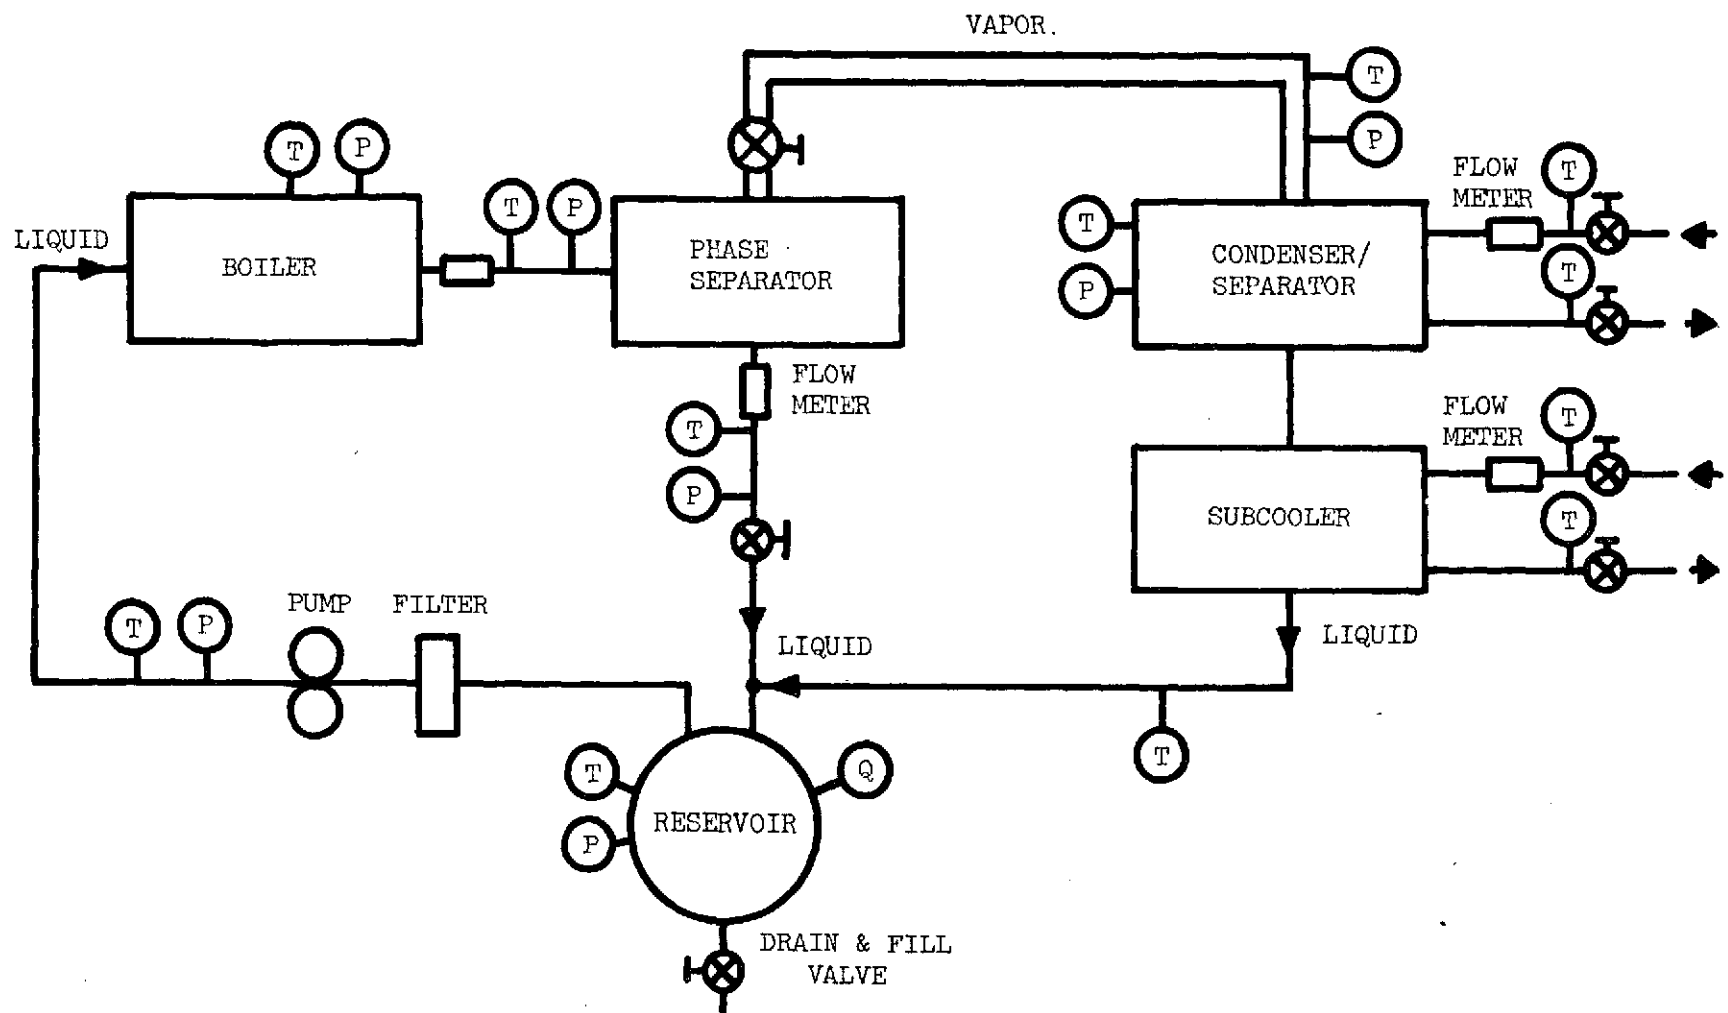 VAPOR.
T
P
T
P
T
P
FLOW
METER
T
LIQUID
BOILER
PHASE
SEPARATOR
T
P
CONDENSER/
SEPARATOR
T
FLOW
METER
T
P
FLOW
METER
T
SUBCOOLER
T
PUMP
FILTER
T
P
LIQUID
LIQUID
T
P
RESERVOIR
Q
T
DRAIN & FILL
VALVE